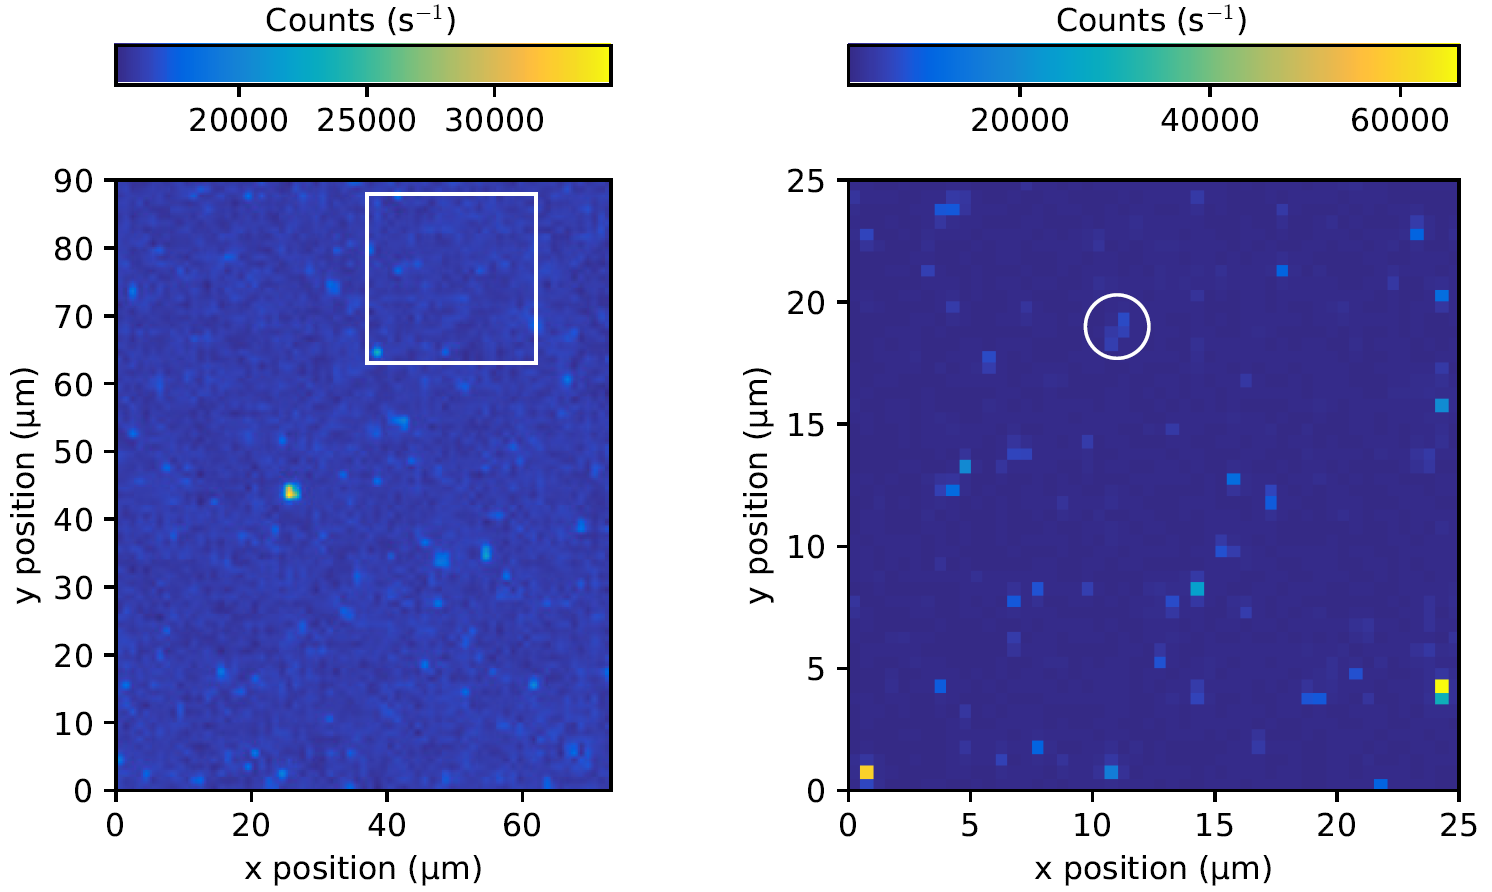 Counts (s⁻¹)
20000 25000 30000
90
80
70
60
50
40
30
20
10
0
y position (µm)
0 20 40 60
x position (µm)
Counts (s⁻¹)
20000 40000 60000
25
20
15
10
5
0
y position (µm)
0 5 10 15 20 25
x position (µm)